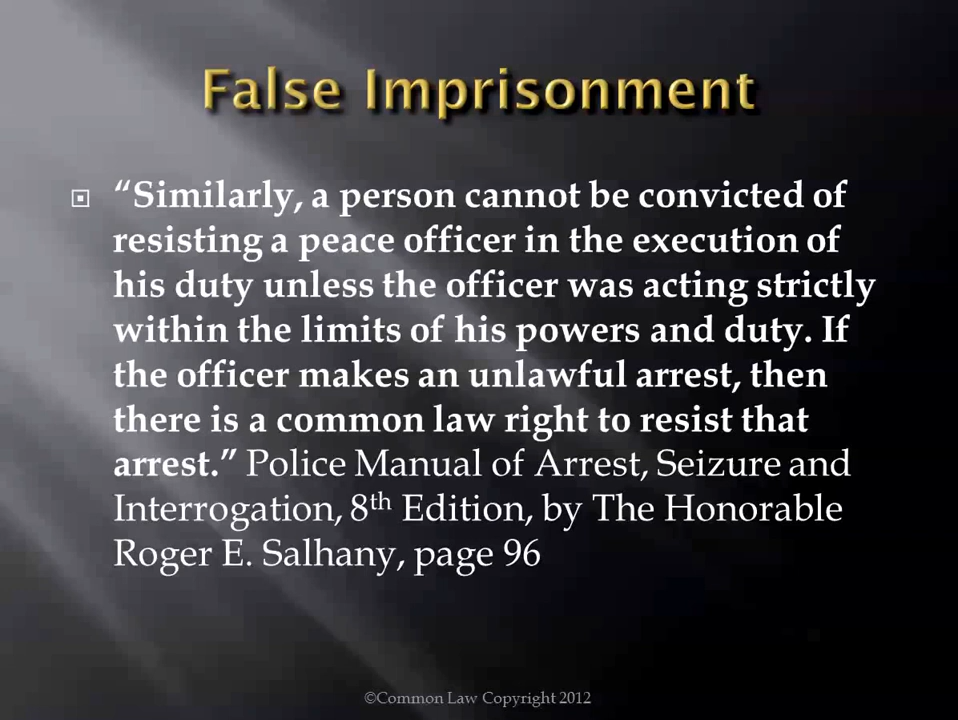 False Imprisonment
“Similarly, a person cannot be convicted of
resisting a peace officer in the execution of
his duty unless the officer was acting strictly
within the limits of his powers and duty. If
the officer makes an unlawful arrest, then
there is a common law right to resist that
arrest.” Police Manual of Arrest, Seizure and
Interrogation, 8th Edition, by The Honorable
Roger E. Salhany, page 96
©Common Law Copyright 2012